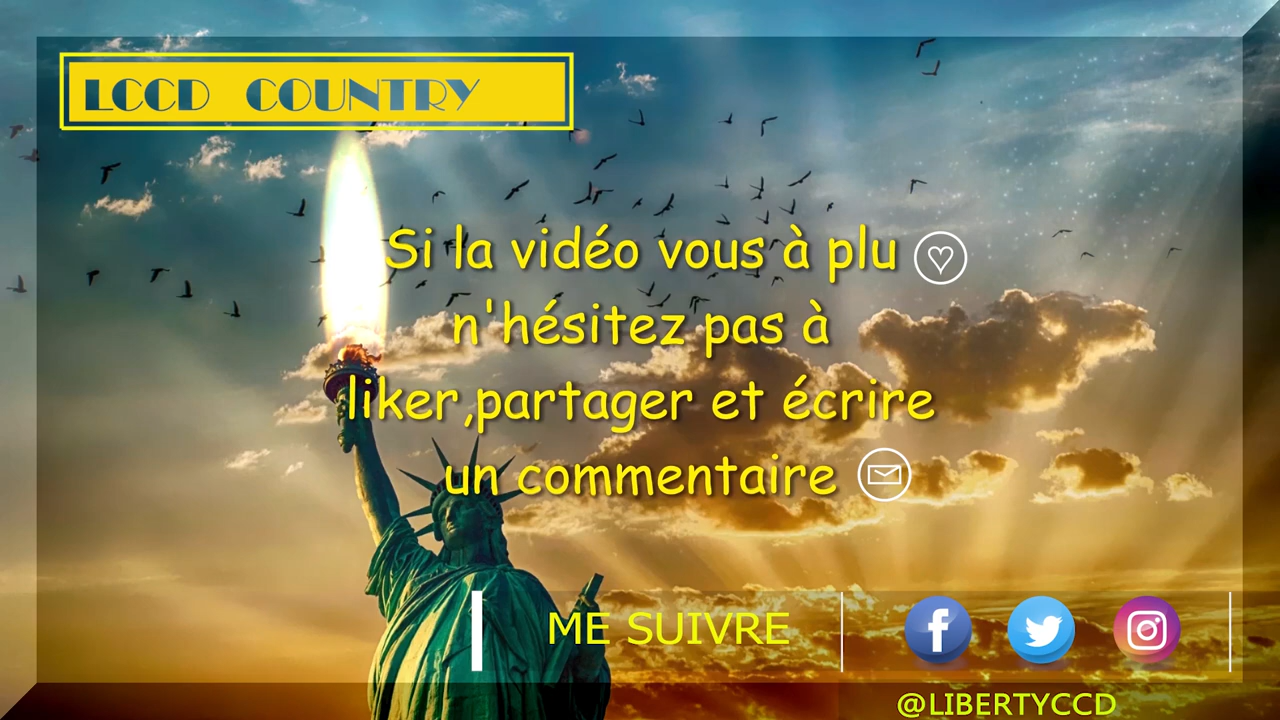 LCCD COUNTRY
Si la vidéo vous à plu
n'hésitez pas à
liker,partager et écrire
un commentaire
ME SUIVRE
@LIBERTYCCD